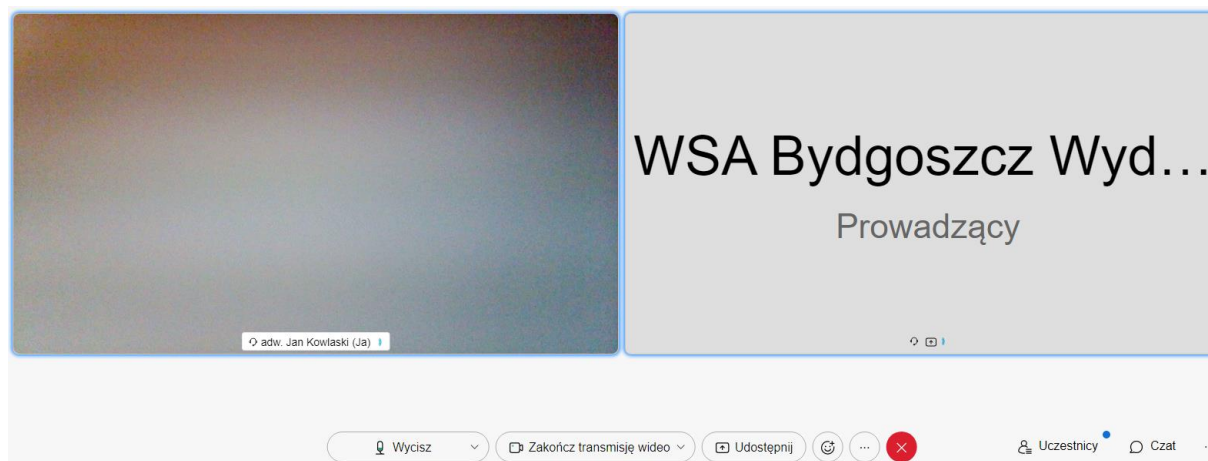 adw. Jan Kowlaski (Ja)
WSA Bydgoszcz Wyd...
Prowadzący
Wycisz
Zakończ transmisję wideo
Udostępnij
Uczestnicy
Czat